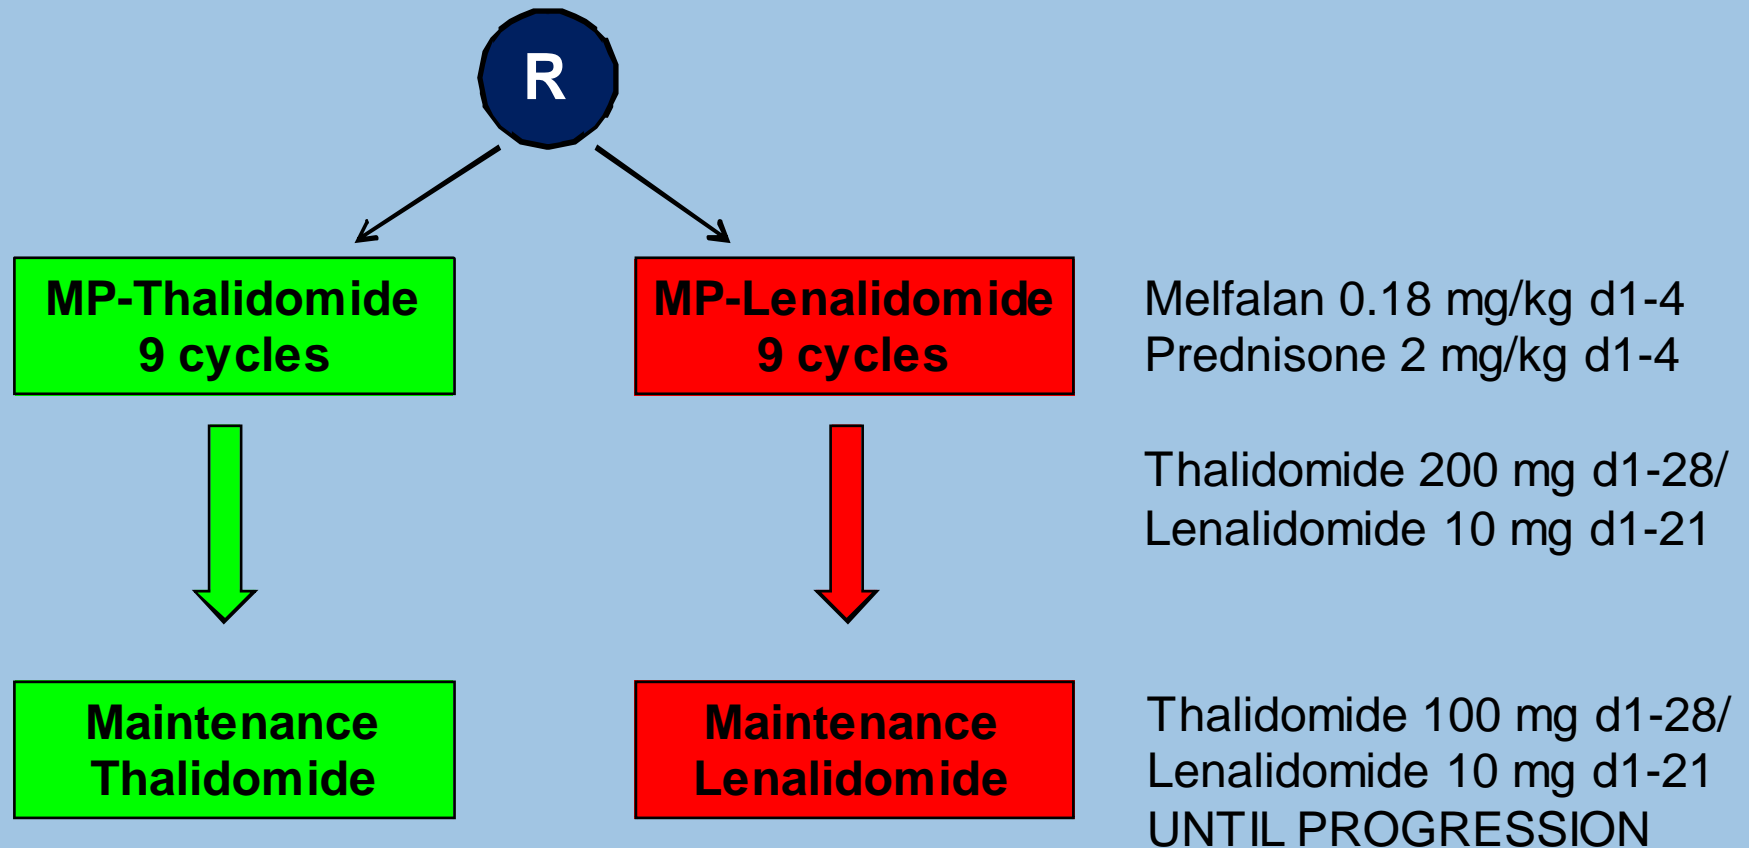 R
MP-Thalidomide
9 cycles
MP-Lenalidomide
9 cycles
Melfalan 0.18 mg/kg d1-4
Prednisone 2 mg/kg d1-4
Thalidomide 200 mg d1-28/
Lenalidomide 10 mg d1-21
Maintenance
Thalidomide
Maintenance
Lenalidomide
Thalidomide 100 mg d1-28/
Lenalidomide 10 mg d1-21
UNTIL PROGRESSION